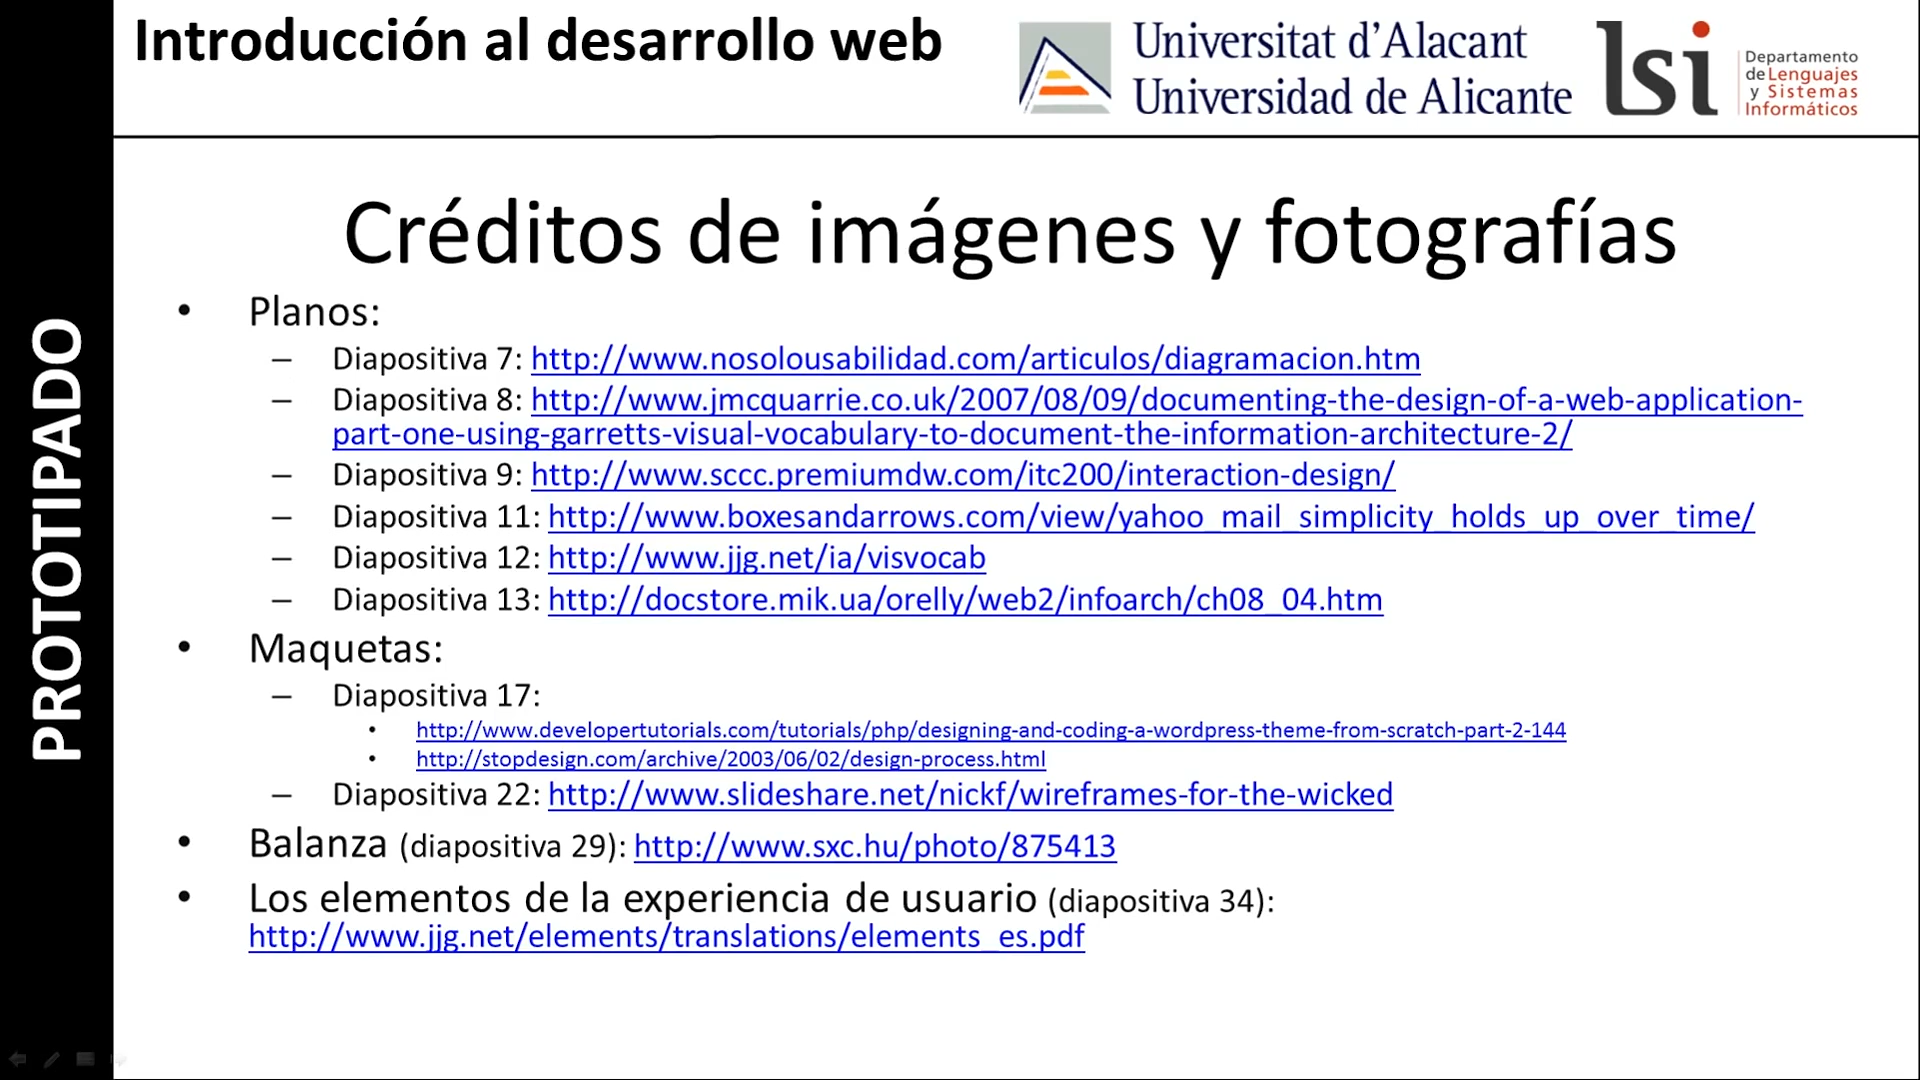 Introducción al desarrollo web
Universitat d'Alacant
Universidad de Alicante
lsi
Departamento
de Lenguajes
y Sistemas
Informáticos
PROTOTIPADO
Créditos de imágenes y fotografías
• Planos:
– Diapositiva 7: http://www.nosolousabilidad.com/articulos/diagramacion.htm
– Diapositiva 8: http://www.jmcquarrie.co.uk/2007/08/09/documenting-the-design-of-a-web-application-
part-one-using-garretts-visual-vocabulary-to-document-the-information-architecture-2/
– Diapositiva 9: http://www.sccc.premiumdw.com/itc200/interaction-design/
– Diapositiva 11: http://www.boxesandarrows.com/view/yahoo_mail_simplicity_holds_up_over_time/
– Diapositiva 12: http://www.jjg.net/ia/visvocab
– Diapositiva 13: http://docstore.mik.ua/orelly/web2/infoarch/ch08_04.htm
• Maquetas:
– Diapositiva 17:
• http://www.developertutorials.com/tutorials/php/designing-and-coding-a-wordpress-theme-from-scratch-part-2-144
• http://stopdesign.com/archive/2003/06/02/design-process.html
– Diapositiva 22: http://www.slideshare.net/nickf/wireframes-for-the-wicked
• Balanza (diapositiva 29): http://www.sxc.hu/photo/875413
• Los elementos de la experiencia de usuario (diapositiva 34):
http://www.jjg.net/elements/translations/elements_es.pdf